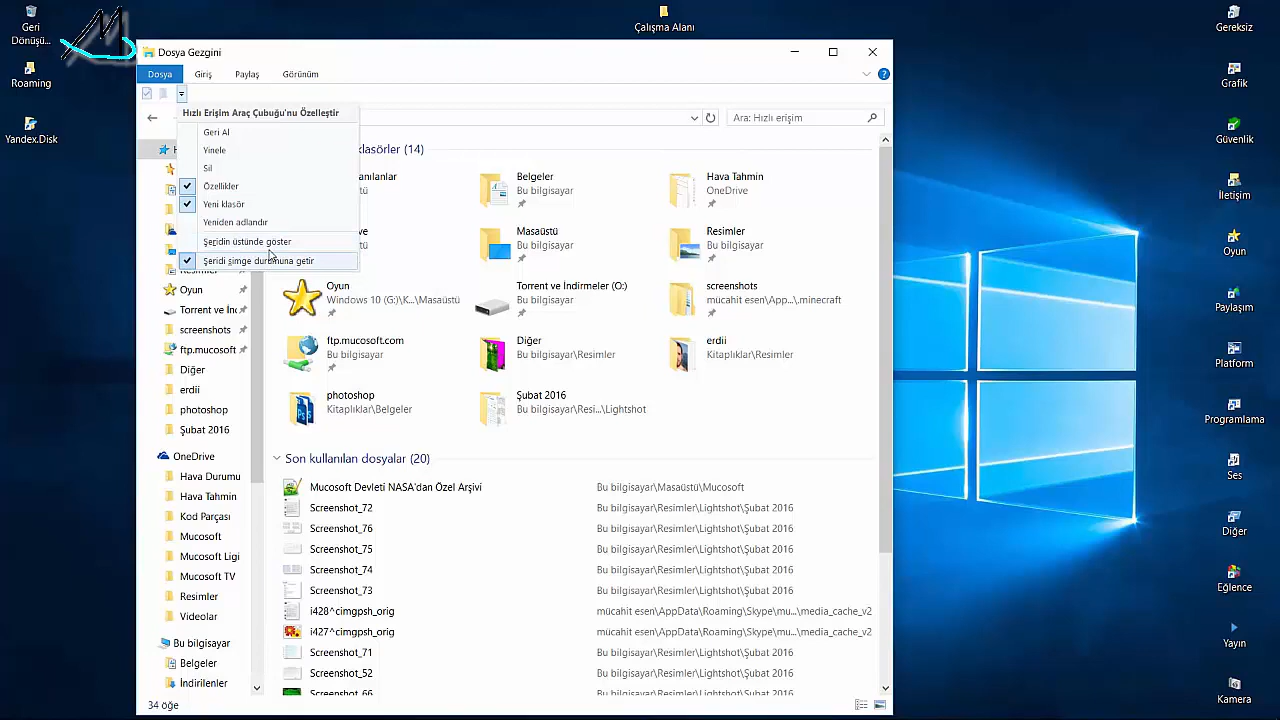 Geri
Dönüşü...
Roaming
Yandex.Disk
Çalışma Alanı
Gereksiz
Grafik
Güvenlik
İletişim
Oyun
Paylaşım
Platform
Programlama
Ses
Diğer
Eğlence
Yayın
Kamera
Dosya Gezgini
Dosya Giriş Paylaş Görünüm
Hızlı Erişim Araç Çubuğu'nu Özelleştir
Geri Al
Yinele
Sil
Özellikler
Yeni klasör
Yeniden adlandır
Şeridin üstünde göster
Şeridi simge durumuna getir
Ara: Hızlı erişim
klasörler (14)
Belgeler
Bu bilgisayar
Hava Tahmin
OneDrive
Masaüstü
Bu bilgisayar
Resimler
Bu bilgisayar
Oyun
Windows 10 (G:)\K...\Masaüstü
Torrent ve İndirmeler (O:)
Bu bilgisayar
screenshots
mücahit esen\App...\.minecraft
ftp.mucosoft.com
Bu bilgisayar
Diğer
Bu bilgisayar\Resimler
erdii
Kitaplıklar\Resimler
photoshop
Kitaplıklar\Belgeler
Şubat 2016
Bu bilgisayar\Resi...\Lightshot
Oyun
Torrent ve İnd
screenshots
ftp.mucosoft
Diğer
erdii
photoshop
Şubat 2016
OneDrive
Hava Durumu
Hava Tahmin
Kod Parçası
Mucosoft
Mucosoft Ligi
Mucosoft TV
Resimler
Videolar
Bu bilgisayar
Belgeler
İndirilenler
Son kullanılan dosyalar (20)
Mucosoft Devleti NASA'dan Özel Arşivi Bu bilgisayar\Masaüstü\Mucosoft
Screenshot_72 Bu bilgisayar\Resimler\Lightshot\Şubat 2016
Screenshot_76 Bu bilgisayar\Resimler\Lightshot\Şubat 2016
Screenshot_75 Bu bilgisayar\Resimler\Lightshot\Şubat 2016
Screenshot_74 Bu bilgisayar\Resimler\Lightshot\Şubat 2016
Screenshot_73 Bu bilgisayar\Resimler\Lightshot\Şubat 2016
i428^cimgpsh_orig mücahit esen\AppData\Roaming\Skype\mu...\media_cache_v2
i427^cimgpsh_orig mücahit esen\AppData\Roaming\Skype\mu...\media_cache_v2
Screenshot_71 Bu bilgisayar\Resimler\Lightshot\Şubat 2016
Screenshot_52 Bu bilgisayar\Resimler\Lightshot\Şubat 2016
Screenshot_66 Bu bilgisayar\Resimler\Lightshot\Şubat 2016
34 öğe